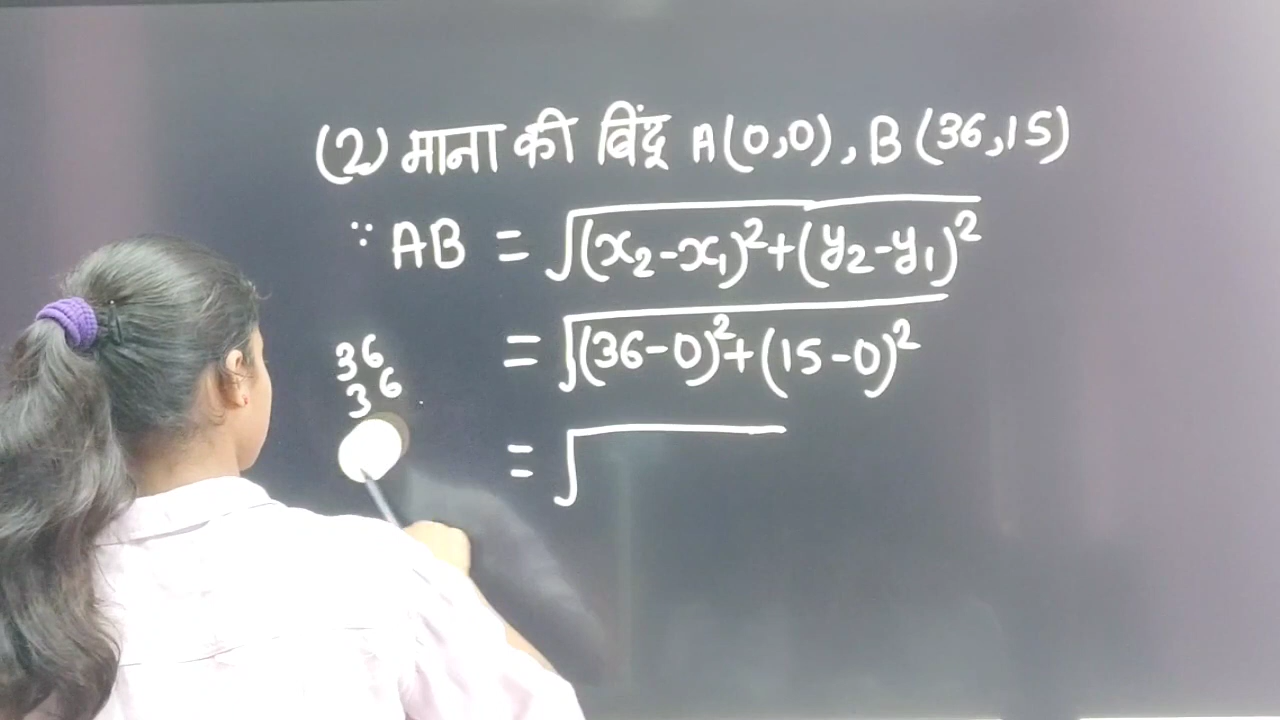 (2) माना की बिंदू A(0,0), B(36,15)
∵ AB = √(x₂-x₁)²+(y₂-y₁)²
= √(36-0)²+(15-0)²
36
36
= √